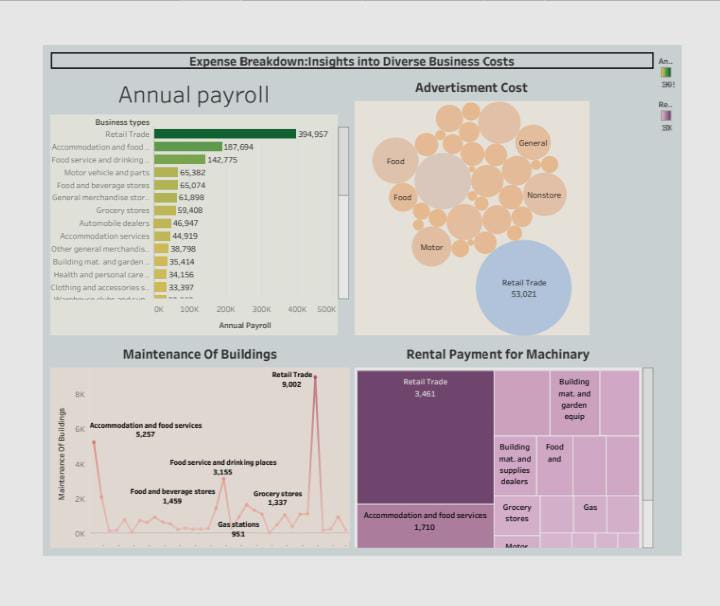 Expense Breakdown:Insights into Diverse Business Costs
An..
Re...
Annual payroll
Business types
Retail Trade 394,957
Accommodation and food .. 187,694
Food service and drinking .. 142,775
Motor vehicle and parts 65,382
Food and beverage stores 65,074
General merchandise stor.. 61,898
Grocery stores 59,408
Automobile dealers 46,947
Accommodation services 44,919
Other general merchandis.. 38,798
Building mat. and garden .. 35,414
Health and personal care .. 34,156
Clothing and accessories s.. 33,397
0K 100K 200K 300K 400K 500K
Annual Payroll
Advertisment Cost
General
Food
Food
Nonstore
Motor
Retail Trade
53,021
Maintenance Of Buildings
Maintenance Of Buildings
8K
6K
4K
2K
0K
Retail Trade
9,002
Accommodation and food services
5,257
Food service and drinking places
3,155
Food and beverage stores
1,459
Grocery stores
1,337
Gas stations
951
Rental Payment for Machinary
Retail Trade
3,461
Accommodation and food services
1,710
Building
mat. and
garden
equip
Building
mat. and
supplies
dealers
Food
and
Grocery
stores
Gas
Motor